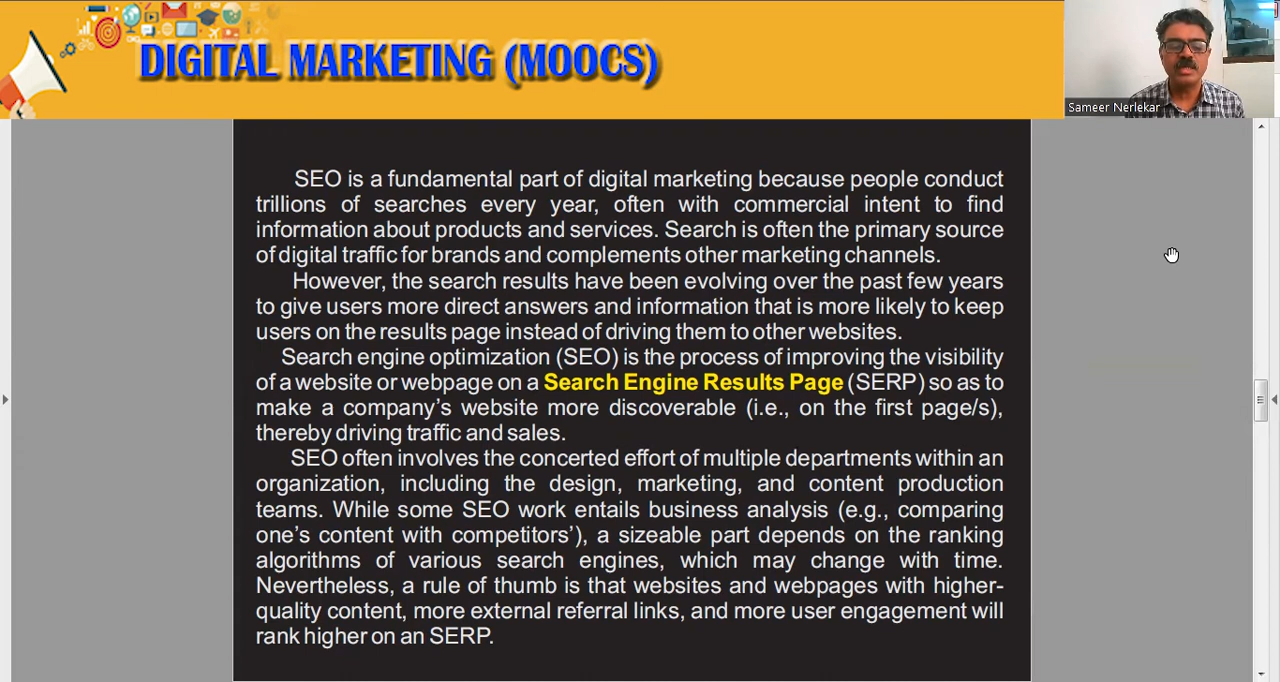 DIGITAL MARKETING (MOOCS)
Sameer Nerlekar
SEO is a fundamental part of digital marketing because people conduct
trillions of searches every year, often with commercial intent to find
information about products and services. Search is often the primary source
of digital traffic for brands and complements other marketing channels.
However, the search results have been evolving over the past few years
to give users more direct answers and information that is more likely to keep
users on the results page instead of driving them to other websites.
Search engine optimization (SEO) is the process of improving the visibility
of a website or webpage on a Search Engine Results Page (SERP) so as to
make a company's website more discoverable (i.e., on the first page/s),
thereby driving traffic and sales.
SEO often involves the concerted effort of multiple departments within an
organization, including the design, marketing, and content production
teams. While some SEO work entails business analysis (e.g., comparing
one's content with competitors'), a sizeable part depends on the ranking
algorithms of various search engines, which may change with time.
Nevertheless, a rule of thumb is that websites and webpages with higher-
quality content, more external referral links, and more user engagement will
rank higher on an SERP.